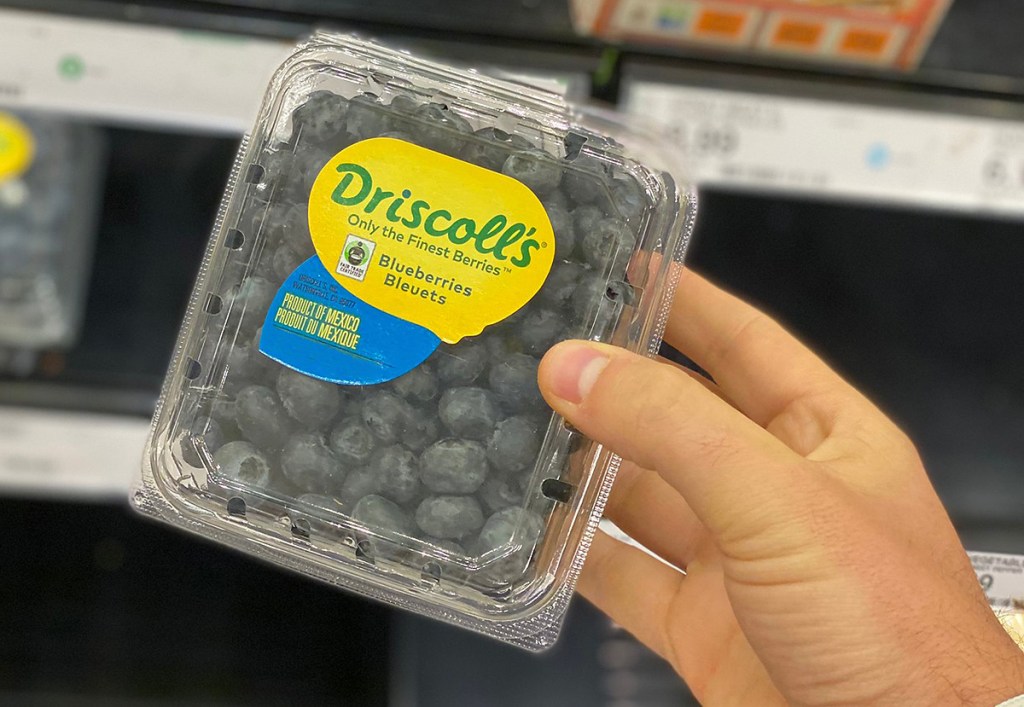 Driscoll's®
Only the Finest Berries™
FAIR TRADE
CERTIFIED
Blueberries
Bleuets
PRODUCT OF MEXICO
PRODUIT DU MEXIQUE